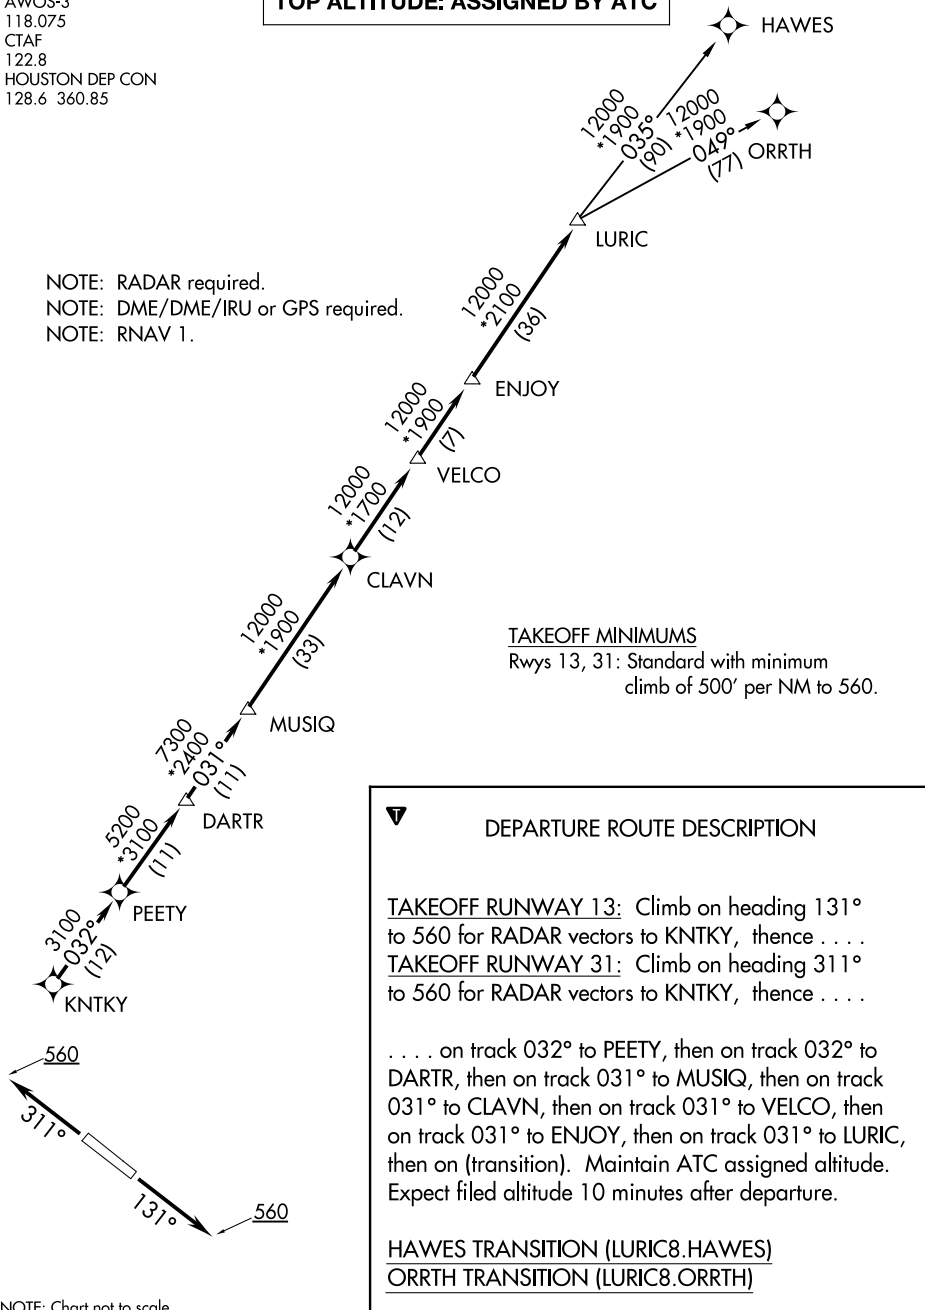 AWOS-3
118.075
CTAF
122.8
HOUSTON DEP CON
128.6 360.85
TOP ALTITUDE: ASSIGNED BY ATC
HAWES
12000
*1900
035°
(90)
12000
*1900
049°
(77)
ORRTH
LURIC
NOTE: RADAR required.
NOTE: DME/DME/IRU or GPS required.
NOTE: RNAV 1.
12000
*2100
(36)
ENJOY
12000
*1900
(7)
VELCO
12000
*1700
(12)
CLAVN
12000
*1900
(33)
TAKEOFF MINIMUMS
Rwys 13, 31: Standard with minimum
climb of 500' per NM to 560.
MUSIQ
7300
*2400
031°
(11)
DARTR
5200
*3100
(11)
PEETY
3100
032°
(12)
KNTKY
560
311°
131°
560
T
DEPARTURE ROUTE DESCRIPTION
TAKEOFF RUNWAY 13: Climb on heading 131°
to 560 for RADAR vectors to KNTKY, thence . . . .
TAKEOFF RUNWAY 31: Climb on heading 311°
to 560 for RADAR vectors to KNTKY, thence . . . .
. . . . on track 032° to PEETY, then on track 032° to
DARTR, then on track 031° to MUSIQ, then on track
031° to CLAVN, then on track 031° to VELCO, then
on track 031° to ENJOY, then on track 031° to LURIC,
then on (transition). Maintain ATC assigned altitude.
Expect filed altitude 10 minutes after departure.
HAWES TRANSITION (LURIC8.HAWES)
ORRTH TRANSITION (LURIC8.ORRTH)
NOTE: Chart not to scale